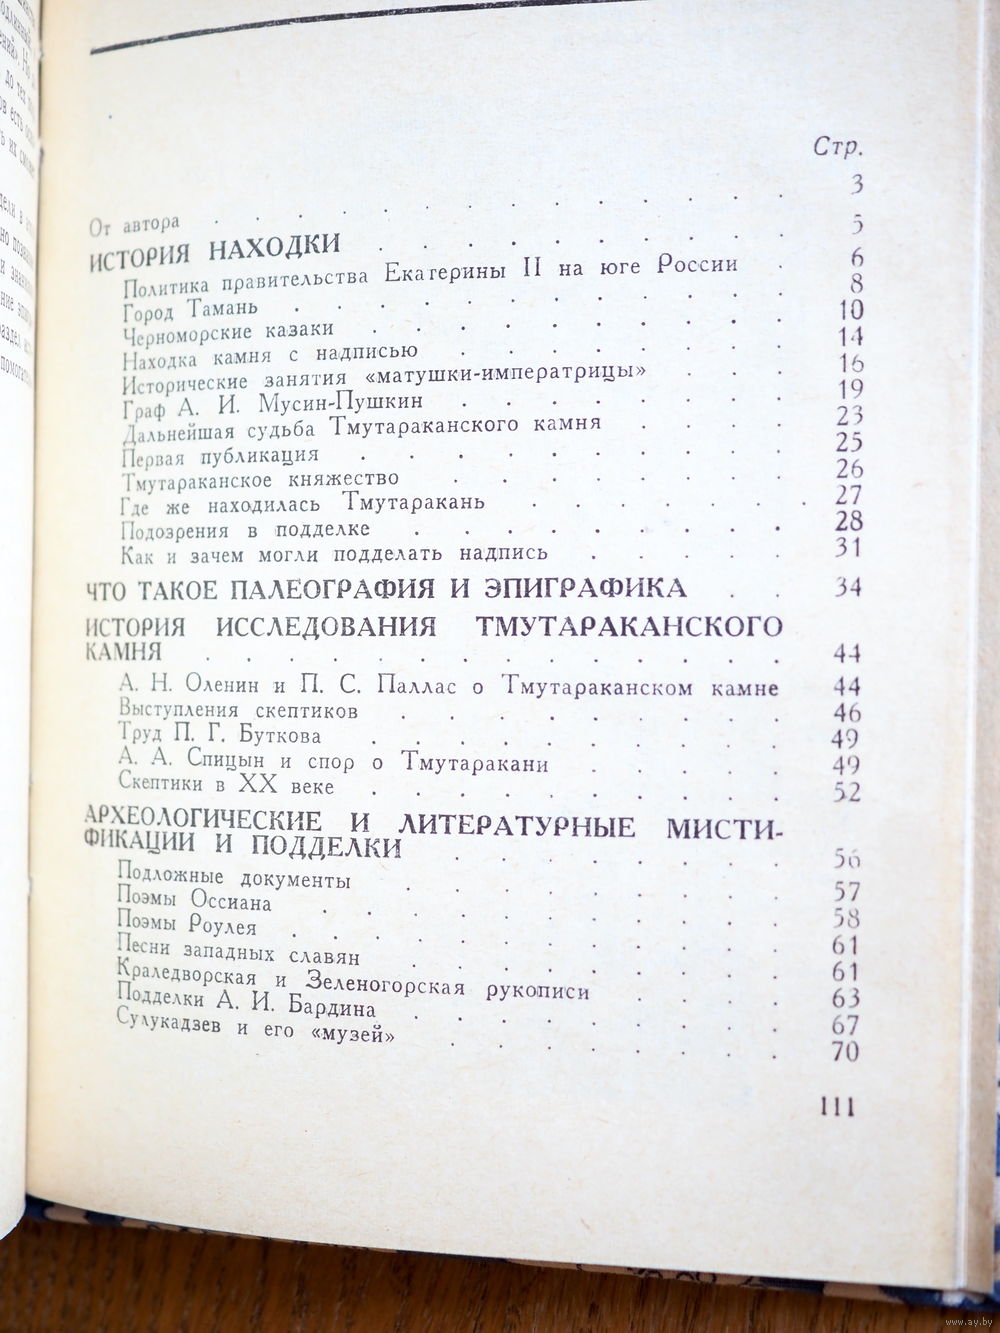 Стр.
От автора . . . . . . . . . . . . . . 3
ИСТОРИЯ НАХОДКИ . . . . . . . . . . 5
Политика правительства Екатерины II на юге России . 6
Город Тамань . . . . . . . . . . . . 8
Черноморские казаки . . . . . . . . . 10
Находка камня с надписью . . . . . . . . 14
Исторические занятия «матушки-императрицы» . . . 16
Граф А. И. Мусин-Пушкин . . . . . . . . 19
Дальнейшая судьба Тмутараканского камня . . . . 23
Первая публикация . . . . . . . . . . 25
Тмутараканское княжество . . . . . . . . 26
Где же находилась Тмутаракань . . . . . . . 27
Подозрения в подделке . . . . . . . . . 28
Как и зачем могли подделать надпись . . . . . 31
ЧТО ТАКОЕ ПАЛЕОГРАФИЯ И ЭПИГРАФИКА . . 34
ИСТОРИЯ ИССЛЕДОВАНИЯ ТМУТАРАКАНСКОГО
КАМНЯ . . . . . . . . . . . . . . 44
А. Н. Оленин и П. С. Паллас о Тмутараканском камне 44
Выступления скептиков . . . . . . . . . 46
Труд П. Г. Буткова . . . . . . . . . . 49
А. А. Спицын и спор о Тмутаракани . . . . . 49
Скептики в XX веке . . . . . . . . . . 52
АРХЕОЛОГИЧЕСКИЕ И ЛИТЕРАТУРНЫЕ МИСТИ-
ФИКАЦИИ И ПОДДЕЛКИ . . . . . . . . 56
Подложные документы . . . . . . . . . 57
Поэмы Оссиана . . . . . . . . . . . 58
Поэмы Роулея . . . . . . . . . . . . 61
Песни западных славян . . . . . . . . . 61
Краледворская и Зеленогорская рукописи . . . . 63
Подделки А. И. Бардина . . . . . . . . . 67
Сулукадзев и его «музей» . . . . . . . . 70
111
www.ay.by